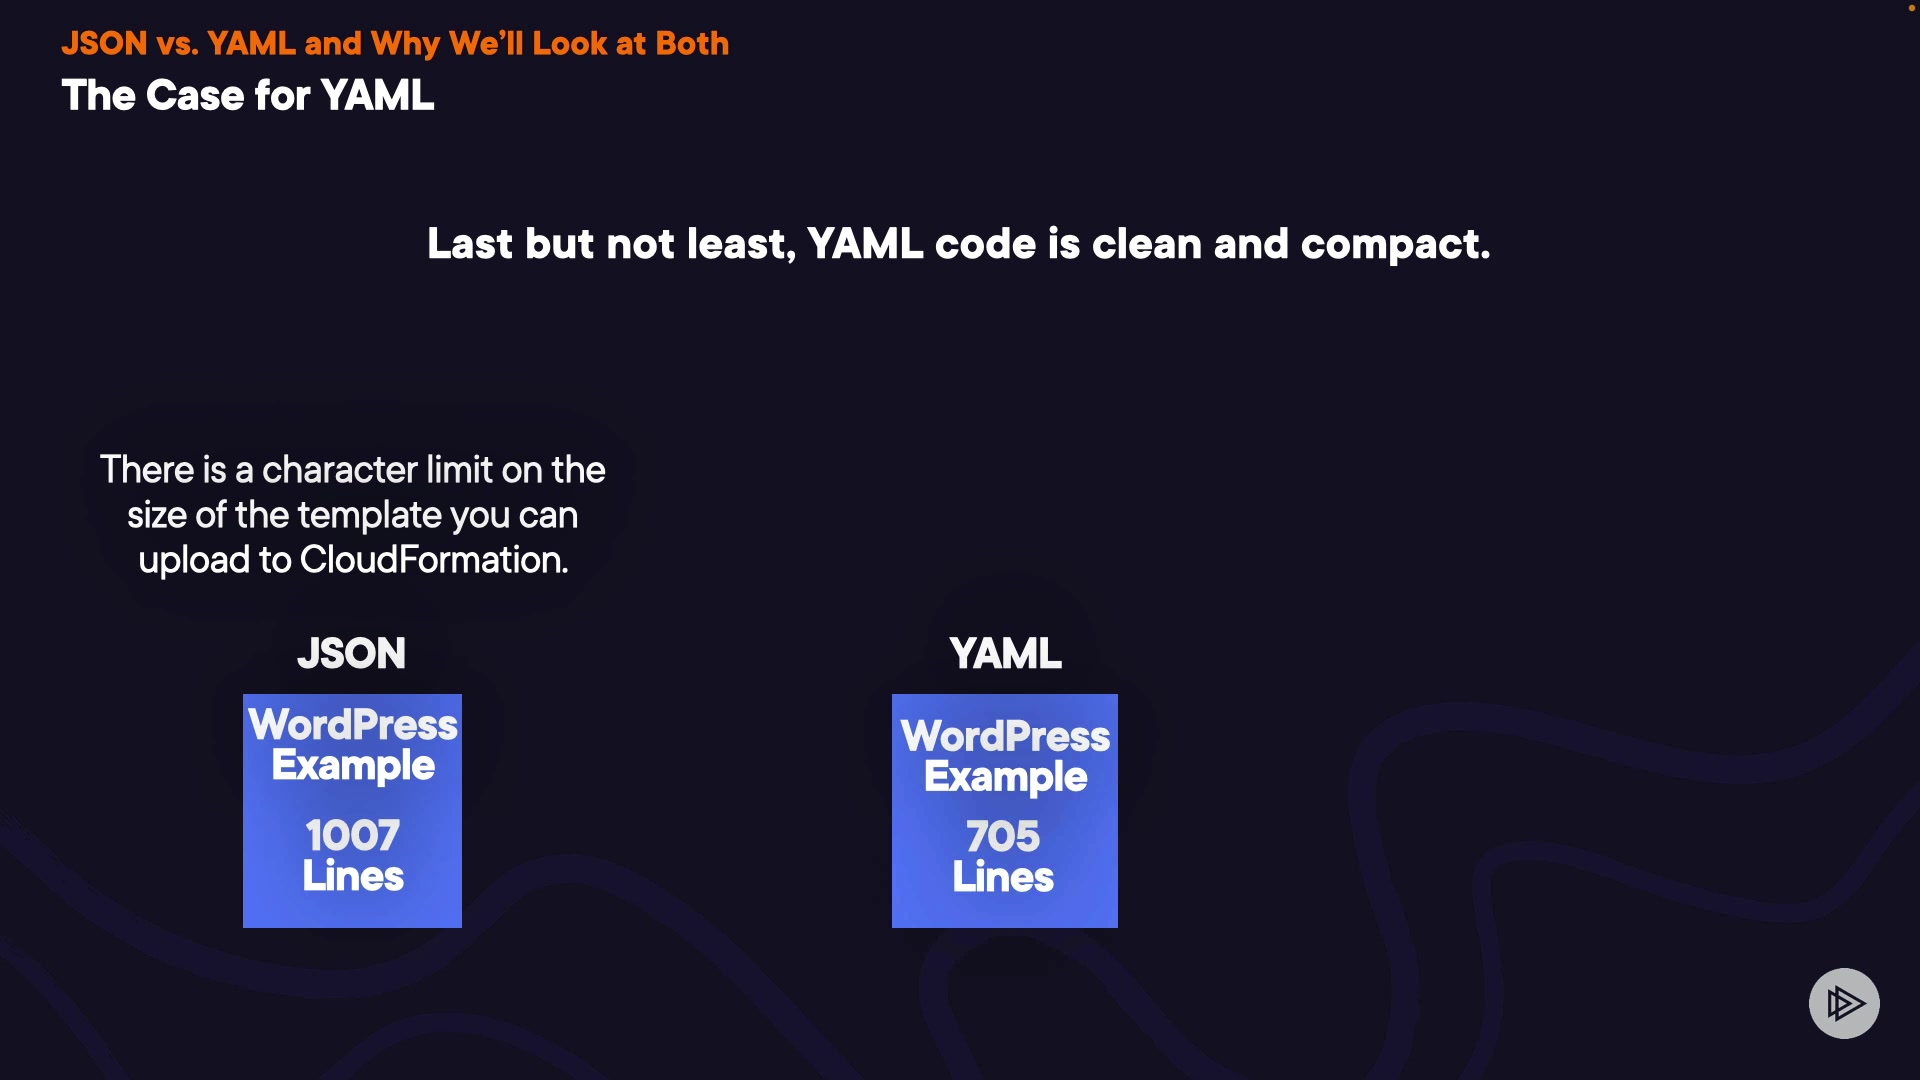 JSON vs. YAML and Why We’ll Look at Both
The Case for YAML
Last but not least, YAML code is clean and compact.
There is a character limit on the
size of the template you can
upload to CloudFormation.
JSON
WordPress
Example
1007
Lines
YAML
WordPress
Example
705
Lines